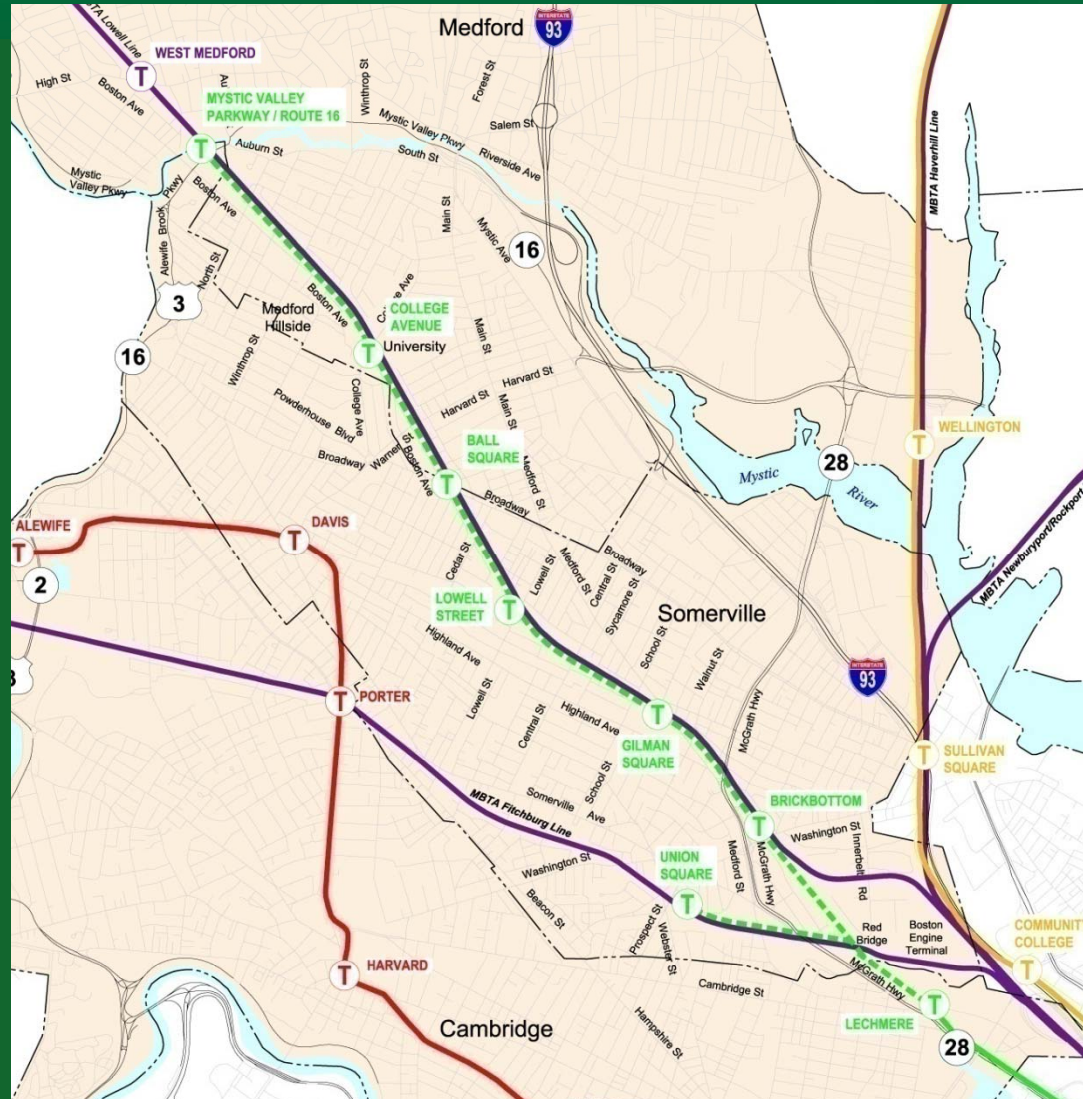 MBTA Lowell Line
Medford
INTERSTATE
93
WEST MEDFORD
High St
Boston Ave
Winthrop St
Forest St
MYSTIC VALLEY
PARKWAY / ROUTE 16
Mystic Valley Pkwy
Salem St
T
T
Auburn St
South St
Riverside Ave
Mystic
Valley Pkwy
Alewife Brook Pkwy
Boston Ave
North St
Main St
Mystic Ave
16
MBTA Haverhill Line
3
Medford
Hillside
Boston Ave
COLLEGE
AVENUE
T
University
16
Winthrop St
Main St
Harvard St
Harvard St
Powderhouse Blvd
College Ave
Main St
Broadway
Warner St
Boston Ave
BALL
SQUARE
T
Medford St
Broadway
T
WELLINGTON
28
Mystic
River
MBTA Newburyport/Rockport
ALEWIFE
T
DAVIS
T
2
Cedar St
Lowell St
Medford St
Central St
Broadway
Sycamore St
LOWELL
STREET
T
Somerville
Highland Ave
School St
Walnut St
INTERSTATE
93
T
PORTER
Lowell St
Central St
Highland Ave
T
GILMAN
SQUARE
McGrath Hwy
T
SULLIVAN
SQUARE
School St
Somerville
Ave
MBTA Fitchburg Line
BRICKBOTTOM
T
Washington St
Innerbelt Rd
Washington St
UNION
SQUARE
T
Medford St
McGrath Hwy
Beacon St
Prospect St
Webster St
Red
Bridge
Boston
Engine
Terminal
COMMUNITY
COLLEGE
T
T
HARVARD
Cambridge St
McGrath Hwy
T
LECHMERE
Hampshire St
Cambridge
28